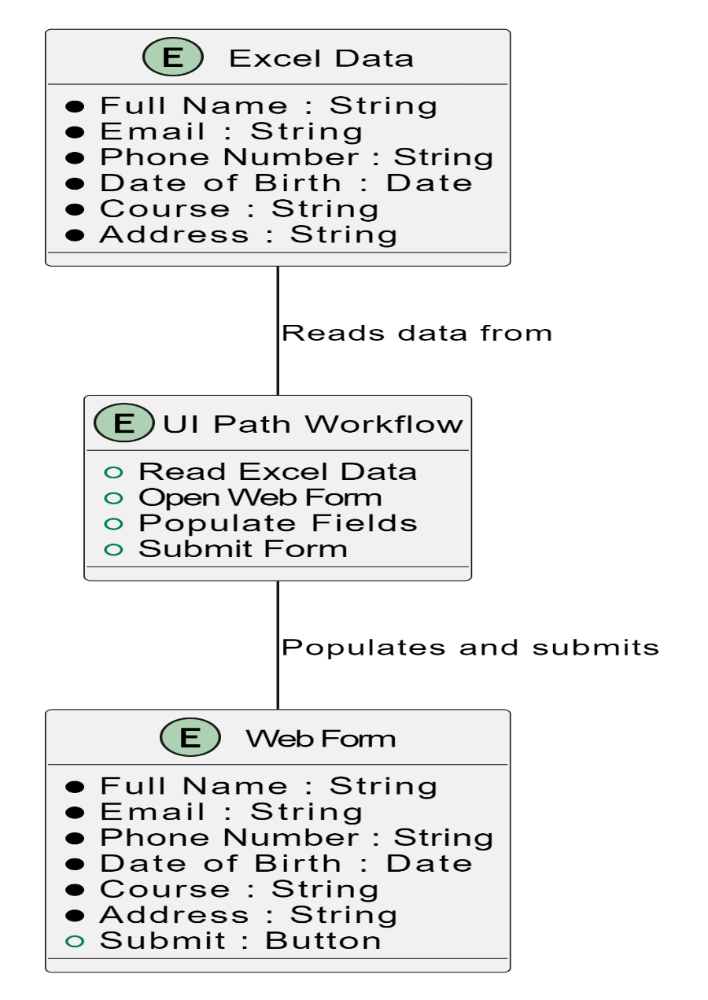 E Excel Data
Full Name : String
Email : String
Phone Number : String
Date of Birth : Date
Course : String
Address : String
Reads data from
E UI Path Workflow
Read Excel Data
Open Web Form
Populate Fields
Submit Form
Populates and submits
E Web Form
Full Name : String
Email : String
Phone Number : String
Date of Birth : Date
Course : String
Address : String
Submit : Button